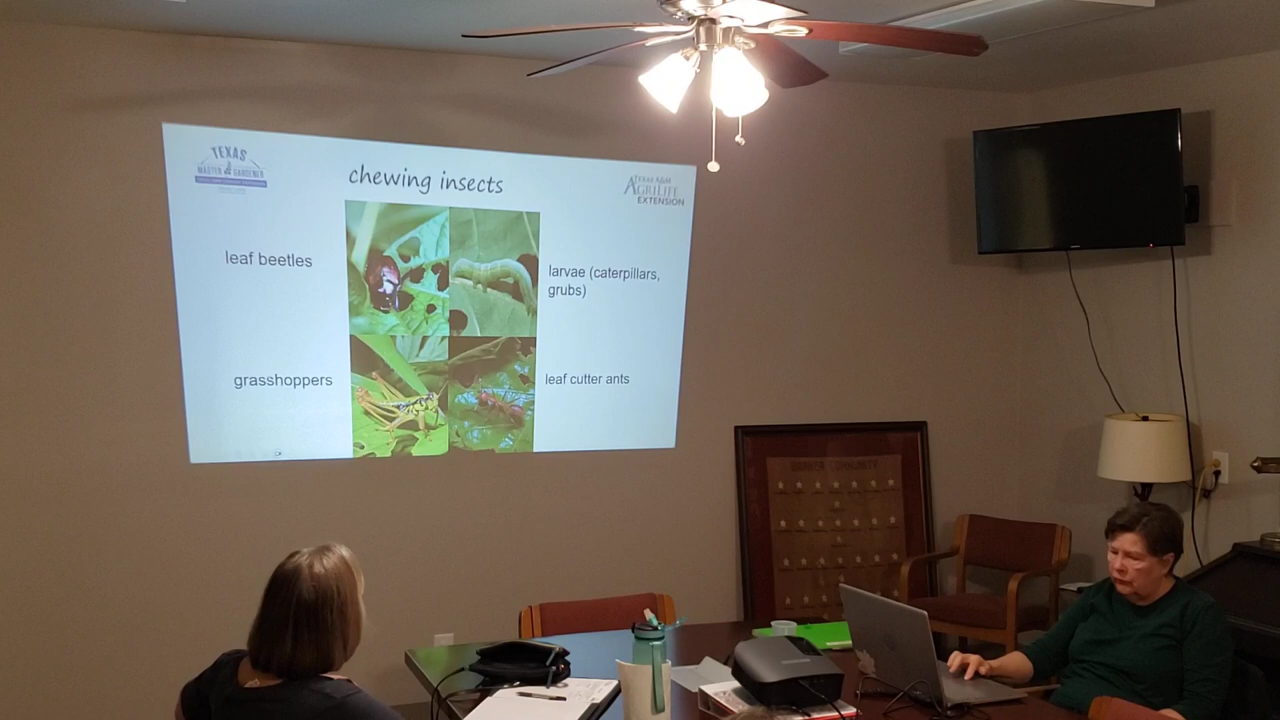 TEXAS
MASTER GARDENER
chewing insects
TEXAS A&M
AGRILIFE
EXTENSION
leaf beetles
larvae (caterpillars,
grubs)
grasshoppers
leaf cutter ants